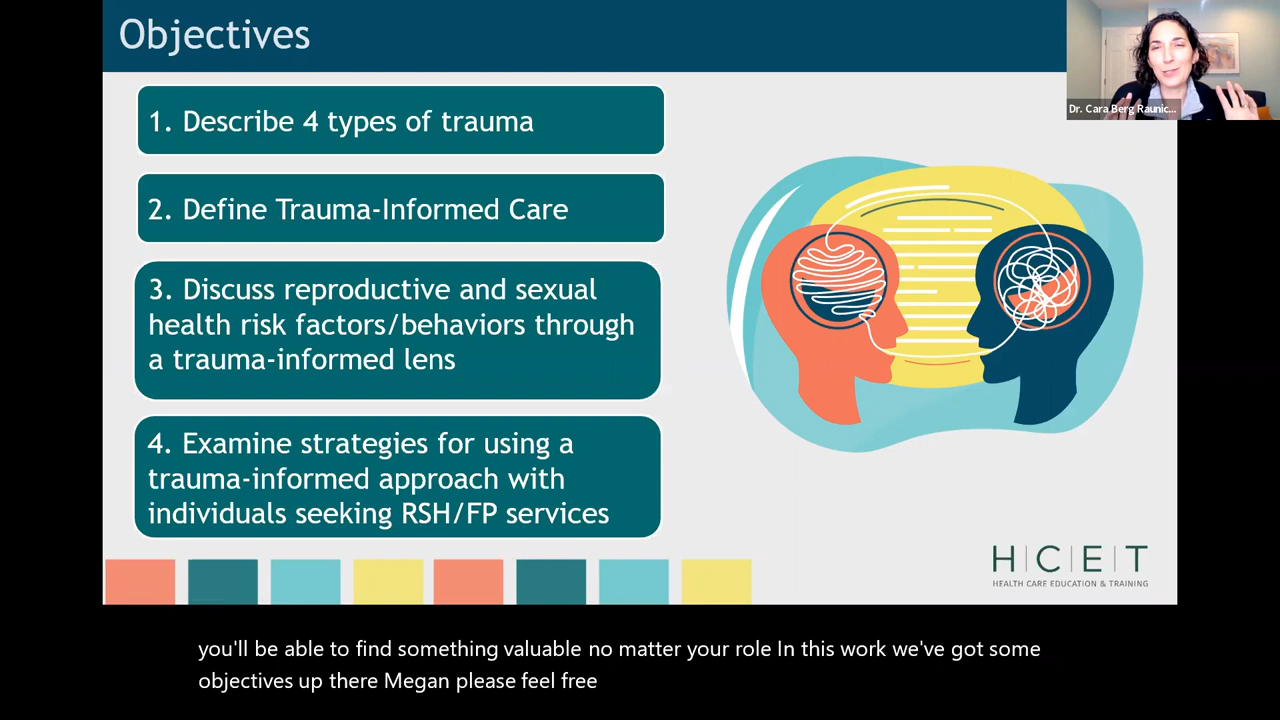 Objectives
Dr. Cara Berg Raunic...
1. Describe 4 types of trauma
2. Define Trauma-Informed Care
3. Discuss reproductive and sexual
health risk factors/behaviors through
a trauma-informed lens
4. Examine strategies for using a
trauma-informed approach with
individuals seeking RSH/FP services
H|C|E|T
HEALTH CARE EDUCATION & TRAINING
you'll be able to find something valuable no matter your role In this work we've got some
objectives up there Megan please feel free